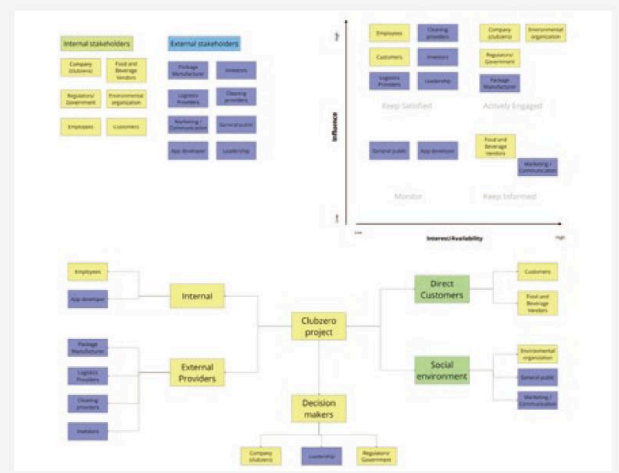 Internal stakeholders
External stakeholders
Company
(clubzero)
Food and
Beverage
Vendors
Regulators/
Government
Environmental
organization
Employees
Customers
Package
Manufacturer
Investors
Logistics
Providers
Cleaning
providers
Marketing /
Communication
General public
App developer
Leadership
Influence
High
Low
Employees
Cleaning
providers
Customers
Investors
Logistics
Providers
Leadership
Keep Satisfied
Company
(clubzero)
Environmental
organization
Regulators/
Government
Package
Manufacturer
Actively Engaged
General public
App developer
Monitor
Food and
Beverage
Vendors
Marketing /
Communication
Keep Informed
Low
Interest/Availability
High
Employees
App developer
Internal
Package
Manufacturer
Logistics
Providers
Cleaning
providers
Investors
External
Providers
Clubzero
project
Decision
makers
Company
(clubzero)
Leadership
Regulators/
Government
Direct
Customers
Customers
Food and
Beverage
Vendors
Social
environment
Environmental
organization
General public
Marketing /
Communication